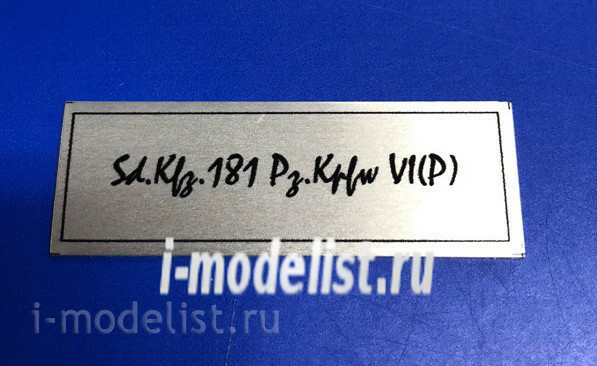 Sd.Kfz.181 Pz.Kpfw VI(P)
i-modelist.ru
i-modelist.ru